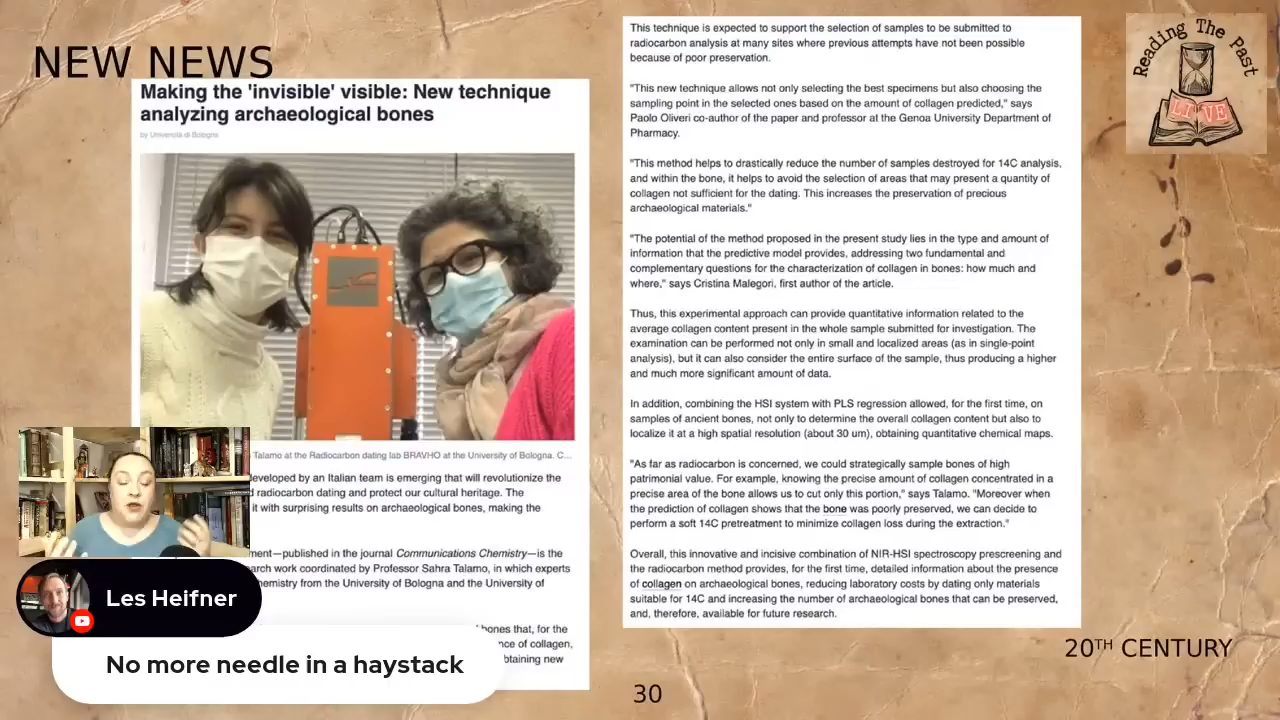 NEW NEWS
Making the 'invisible' visible: New technique
analyzing archaeological bones
by Università di Bologna
Talamo at the Radiocarbon dating lab BRAVHO at the University of Bologna. C...
eveloped by an Italian team is emerging that will revolutionize the
radiocarbon dating and protect our cultural heritage. The
it with surprising results on archaeological bones, making the
ment—published in the journal Communications Chemistry—is the
arch work coordinated by Professor Sahra Talamo, in which experts
hemistry from the University of Bologna and the University of
bones that, for the
nce of collagen,
btaining new
Les Heifner
No more needle in a haystack
This technique is expected to support the selection of samples to be submitted to
radiocarbon analysis at many sites where previous attempts have not been possible
because of poor preservation.
"This new technique allows not only selecting the best specimens but also choosing the
sampling point in the selected ones based on the amount of collagen predicted," says
Paolo Oliveri co-author of the paper and professor at the Genoa University Department of
Pharmacy.
"This method helps to drastically reduce the number of samples destroyed for 14C analysis,
and within the bone, it helps to avoid the selection of areas that may present a quantity of
collagen not sufficient for the dating. This increases the preservation of precious
archaeological materials."
"The potential of the method proposed in the present study lies in the type and amount of
information that the predictive model provides, addressing two fundamental and
complementary questions for the characterization of collagen in bones: how much and
where," says Cristina Malegori, first author of the article.
Thus, this experimental approach can provide quantitative information related to the
average collagen content present in the whole sample submitted for investigation. The
examination can be performed not only in small and localized areas (as in single-point
analysis), but it can also consider the entire surface of the sample, thus producing a higher
and much more significant amount of data.
In addition, combining the HSI system with PLS regression allowed, for the first time, on
samples of ancient bones, not only to determine the overall collagen content but also to
localize it at a high spatial resolution (about 30 um), obtaining quantitative chemical maps.
"As far as radiocarbon is concerned, we could strategically sample bones of high
patrimonial value. For example, knowing the precise amount of collagen concentrated in a
precise area of the bone allows us to cut only this portion," says Talamo. "Moreover when
the prediction of collagen shows that the bone was poorly preserved, we can decide to
perform a soft 14C pretreatment to minimize collagen loss during the extraction."
Overall, this innovative and incisive combination of NIR-HSI spectroscopy prescreening and
the radiocarbon method provides, for the first time, detailed information about the presence
of collagen on archaeological bones, reducing laboratory costs by dating only materials
suitable for 14C and increasing the number of archaeological bones that can be preserved,
and, therefore, available for future research.
Reading The Past
LIVE
20TH CENTURY
30